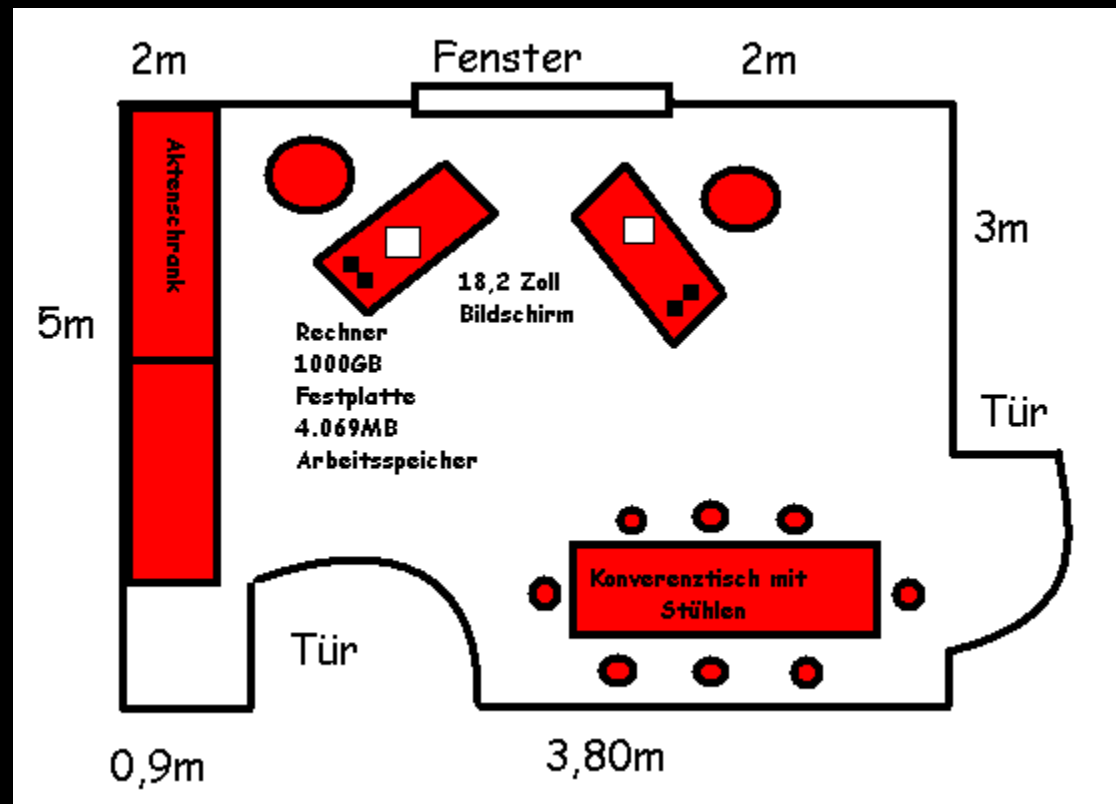 2m
Fenster
2m
Aktenschrank
3m
5m
18,2 Zoll
Bildschirm
Rechner
1000GB
Festplatte
4.069MB
Arbeitsspeicher
Tür
Konverenztisch mit
Stühlen
Tür
0,9m
3,80m